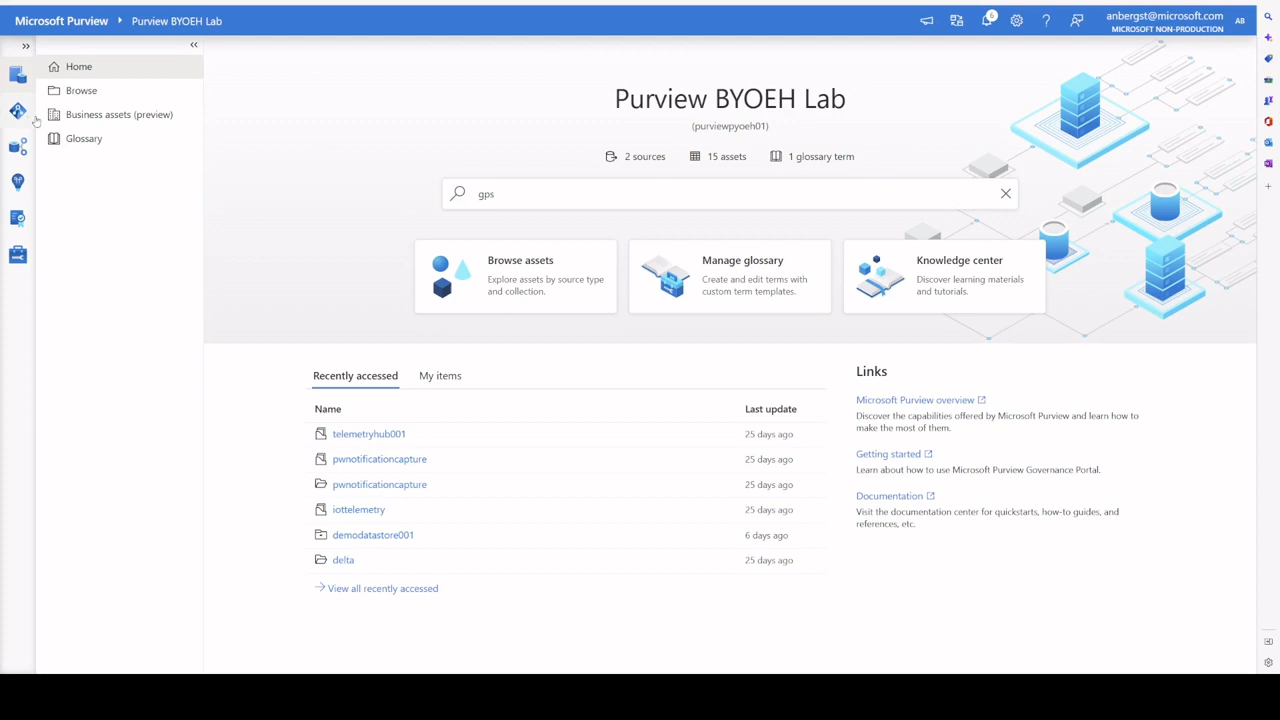 Microsoft Purview Purview BYOEH Lab
6
anbergst@microsoft.com
MICROSOFT NON-PRODUCTION
AB
Home
Browse
Business assets (preview)
Glossary
Purview BYOEH Lab
(purviewpyoeh01)
2 sources 15 assets 1 glossary term
gps
Browse assets
Explore assets by source type
and collection.
Manage glossary
Create and edit terms with
custom term templates.
Knowledge center
Discover learning materials
and tutorials.
Recently accessed My items
Name Last update
telemetryhub001 25 days ago
pwnotificationcapture 25 days ago
pwnotificationcapture 25 days ago
iottelemetry 25 days ago
demodatastore001 6 days ago
delta 25 days ago
View all recently accessed
Links
Microsoft Purview overview
Discover the capabilities offered by Microsoft Purview and learn how to
make the most of them.
Getting started
Learn about how to use Microsoft Purview Governance Portal.
Documentation
Visit the documentation center for quickstarts, how-to guides, and
references, etc.